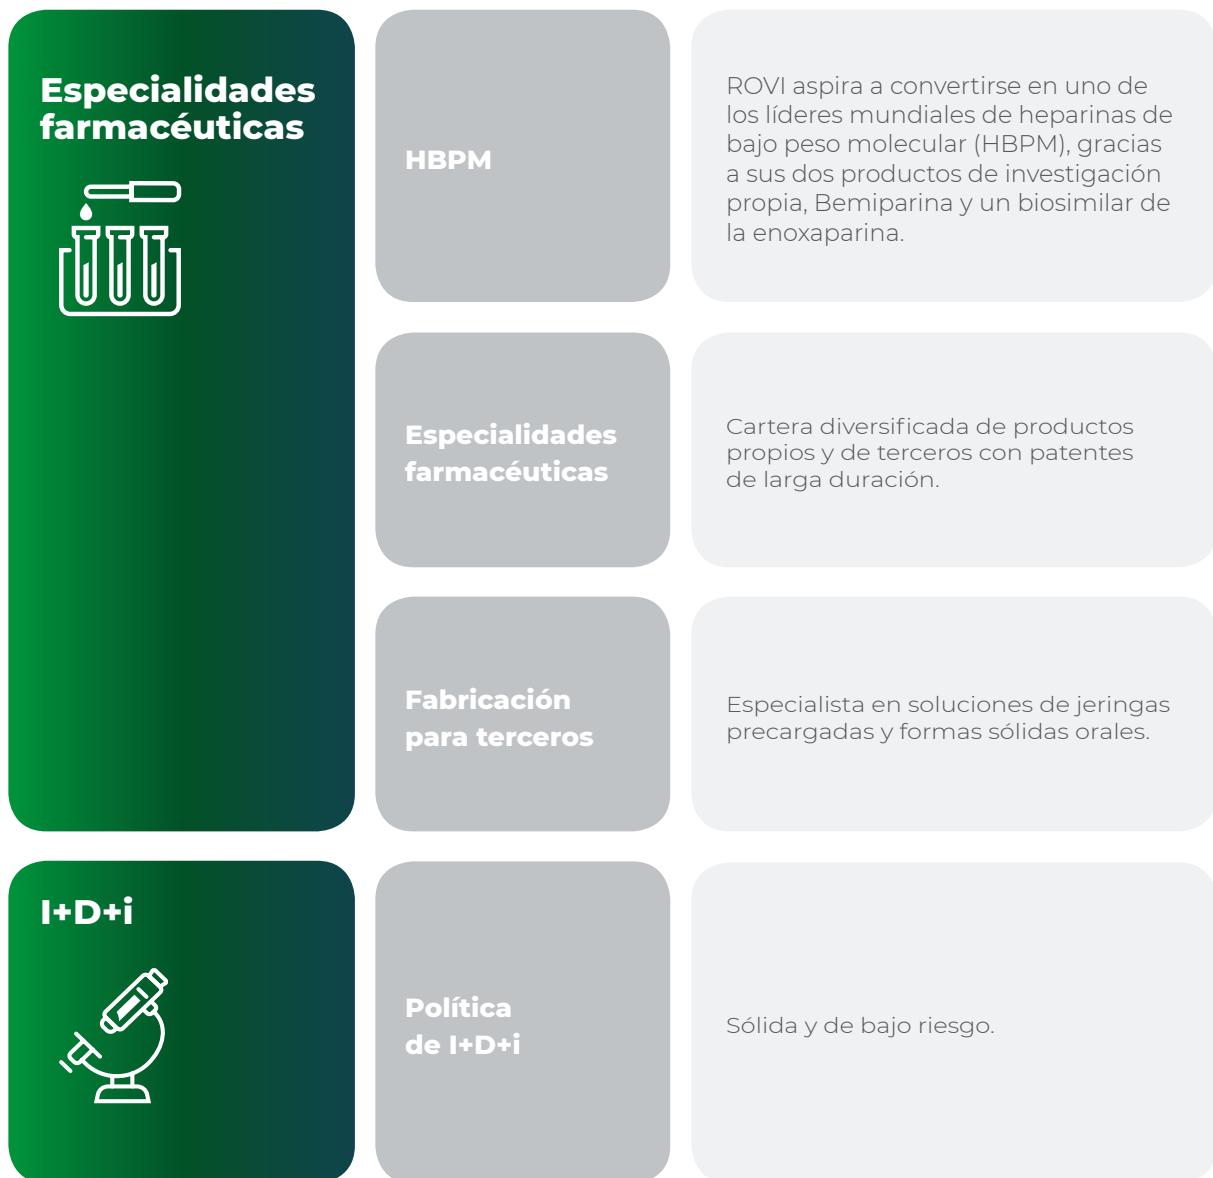 Especialidades
farmacéuticas
HBPM
ROVI aspira a convertirse en uno de
los líderes mundiales de heparinas de
bajo peso molecular (HBPM), gracias
a sus dos productos de investigación
propia, Bemiparina y un biosimilar de
la enoxaparina.
Especialidades
farmacéuticas
Cartera diversificada de productos
propios y de terceros con patentes
de larga duración.
Fabricación
para terceros
Especialista en soluciones de jeringas
precargadas y formas sólidas orales.
I+D+i
Política
de I+D+i
Sólida y de bajo riesgo.